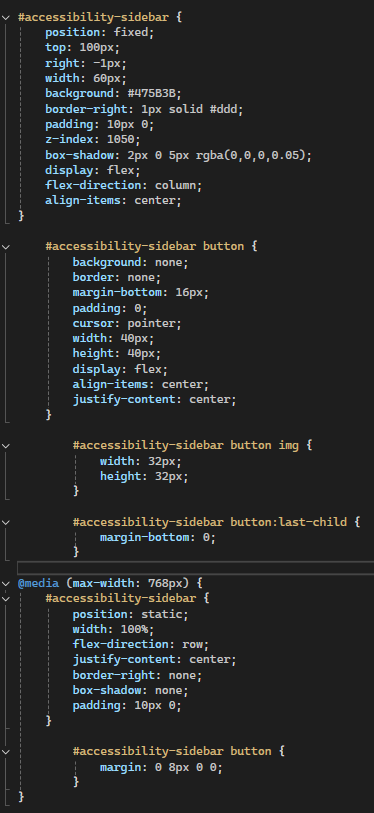 #accessibility-sidebar {
    position: fixed;
    top: 100px;
    right: -1px;
    width: 60px;
    background: #475B3B;
    border-right: 1px solid #ddd;
    padding: 10px 0;
    z-index: 1050;
    box-shadow: 2px 0 5px rgba(0,0,0,0.05);
    display: flex;
    flex-direction: column;
    align-items: center;
}

    #accessibility-sidebar button {
        background: none;
        border: none;
        margin-bottom: 16px;
        padding: 0;
        cursor: pointer;
        width: 40px;
        height: 40px;
        display: flex;
        align-items: center;
        justify-content: center;
    }

        #accessibility-sidebar button img {
            width: 32px;
            height: 32px;
        }

        #accessibility-sidebar button:last-child {
            margin-bottom: 0;
        }

@media (max-width: 768px) {
    #accessibility-sidebar {
        position: static;
        width: 100%;
        flex-direction: row;
        justify-content: center;
        border-right: none;
        box-shadow: none;
        padding: 10px 0;
    }

        #accessibility-sidebar button {
            margin: 0 8px 0 0;
        }
}